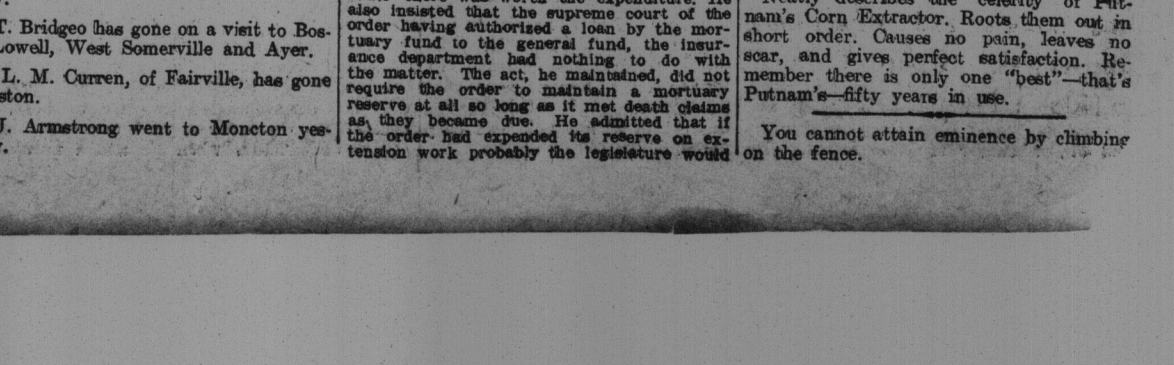 T. Bridgeo has gone on a visit to Bos-
Lowell, West Somerville and Ayer.
L. M. Curren, of Fairville, has gone
ston.
J. Armstrong went to Moncton yes-
also insisted that the supreme court of the
order having authorized a loan by the mor-
tuary fund to the general fund, the insur-
ance department had nothing to do with
the matter. The act, he maintained, did not
require the order to maintain a mortuary
reserve at all so long as it met death claims
as they became due. He admitted that if
the order had expended its reserve on ex-
tension work probably the legislature would
Neatly describes the celerity of Put-
nam's Corn Extractor. Roots them out in
short order. Causes no pain, leaves no
scar, and gives perfect satisfaction. Re-
member there is only one "best"—that's
Putnam's—fifty years in use.
You cannot attain eminence by climbing
on the fence.